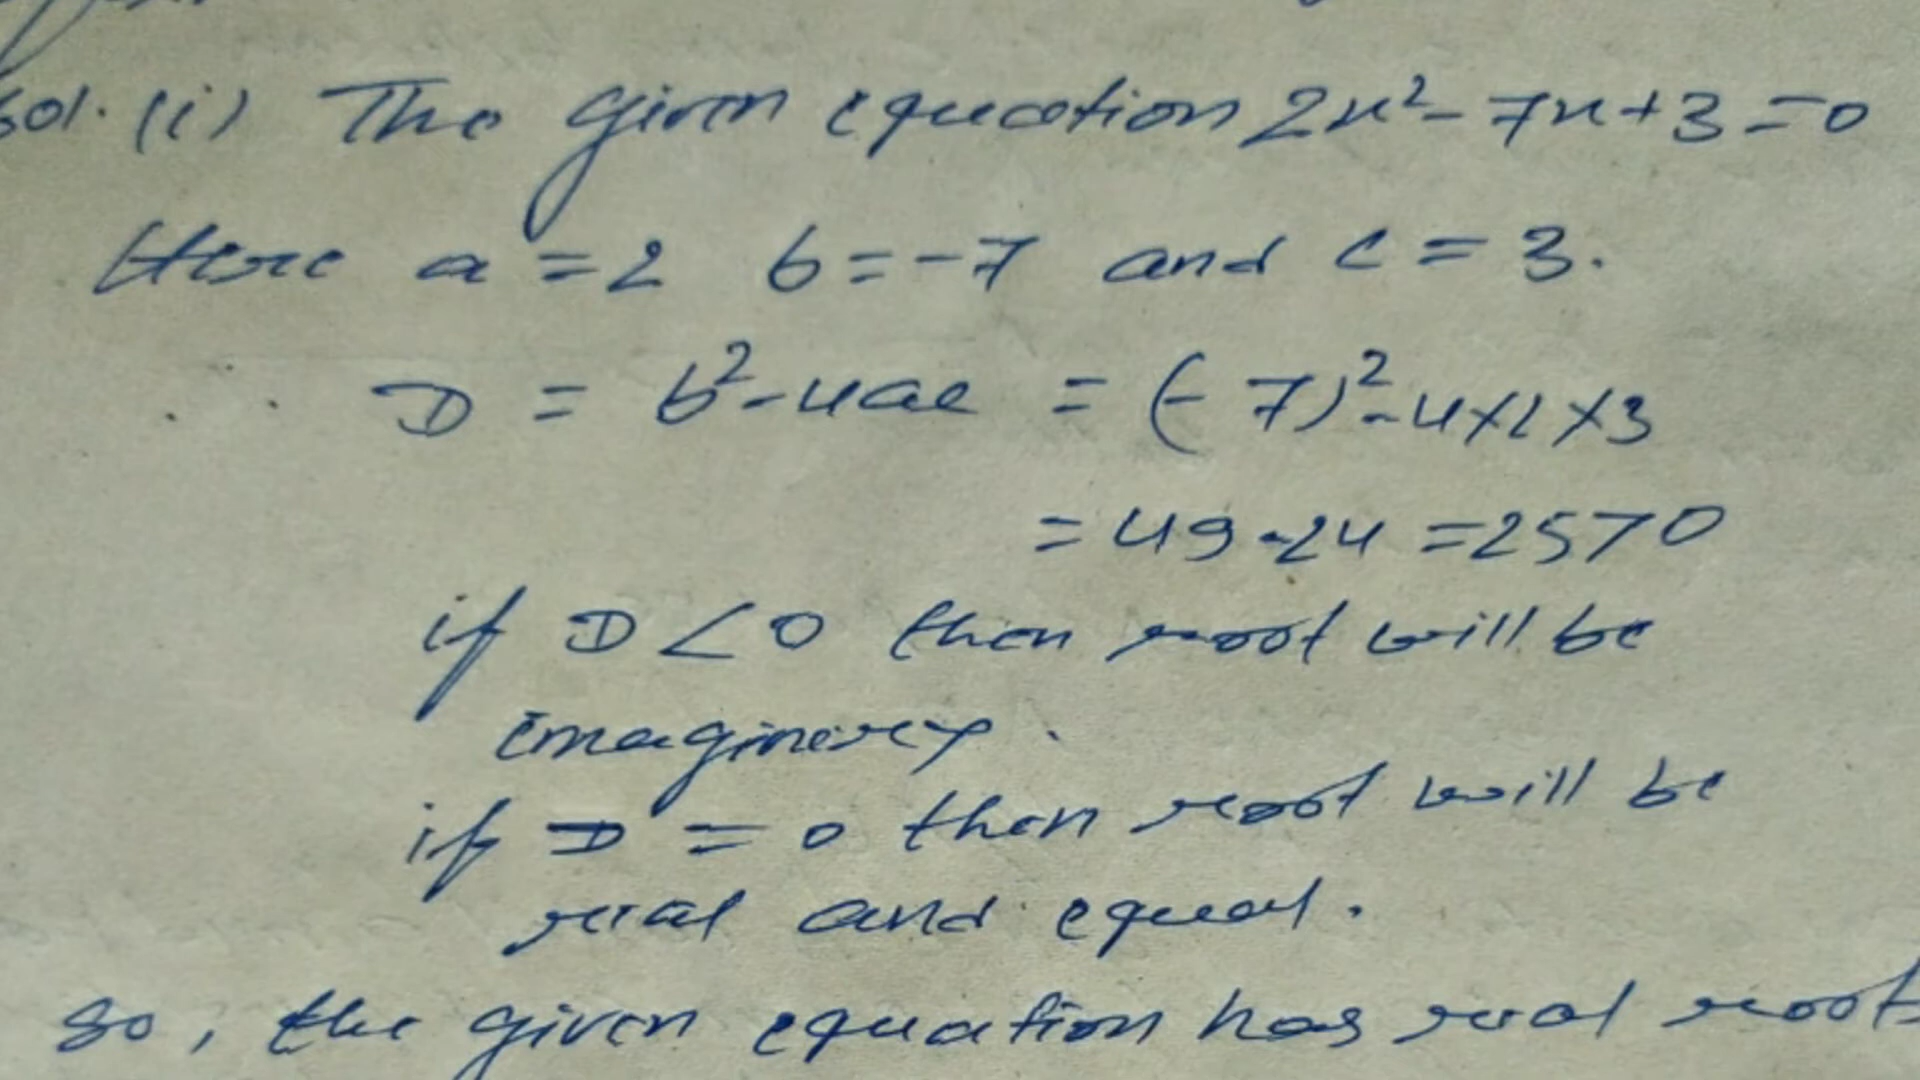 Sol. (i) The given equation 2x² - 7x + 3 = 0
Here a = 2 b = -7 and c = 3.
D = b² - 4ac = (-7)² - 4×2×3
= 49 - 24 = 25 > 0
if D < 0 then root will be
imaginery.
if D = 0 then root will be
real and equal.
So, the given equation has real roots